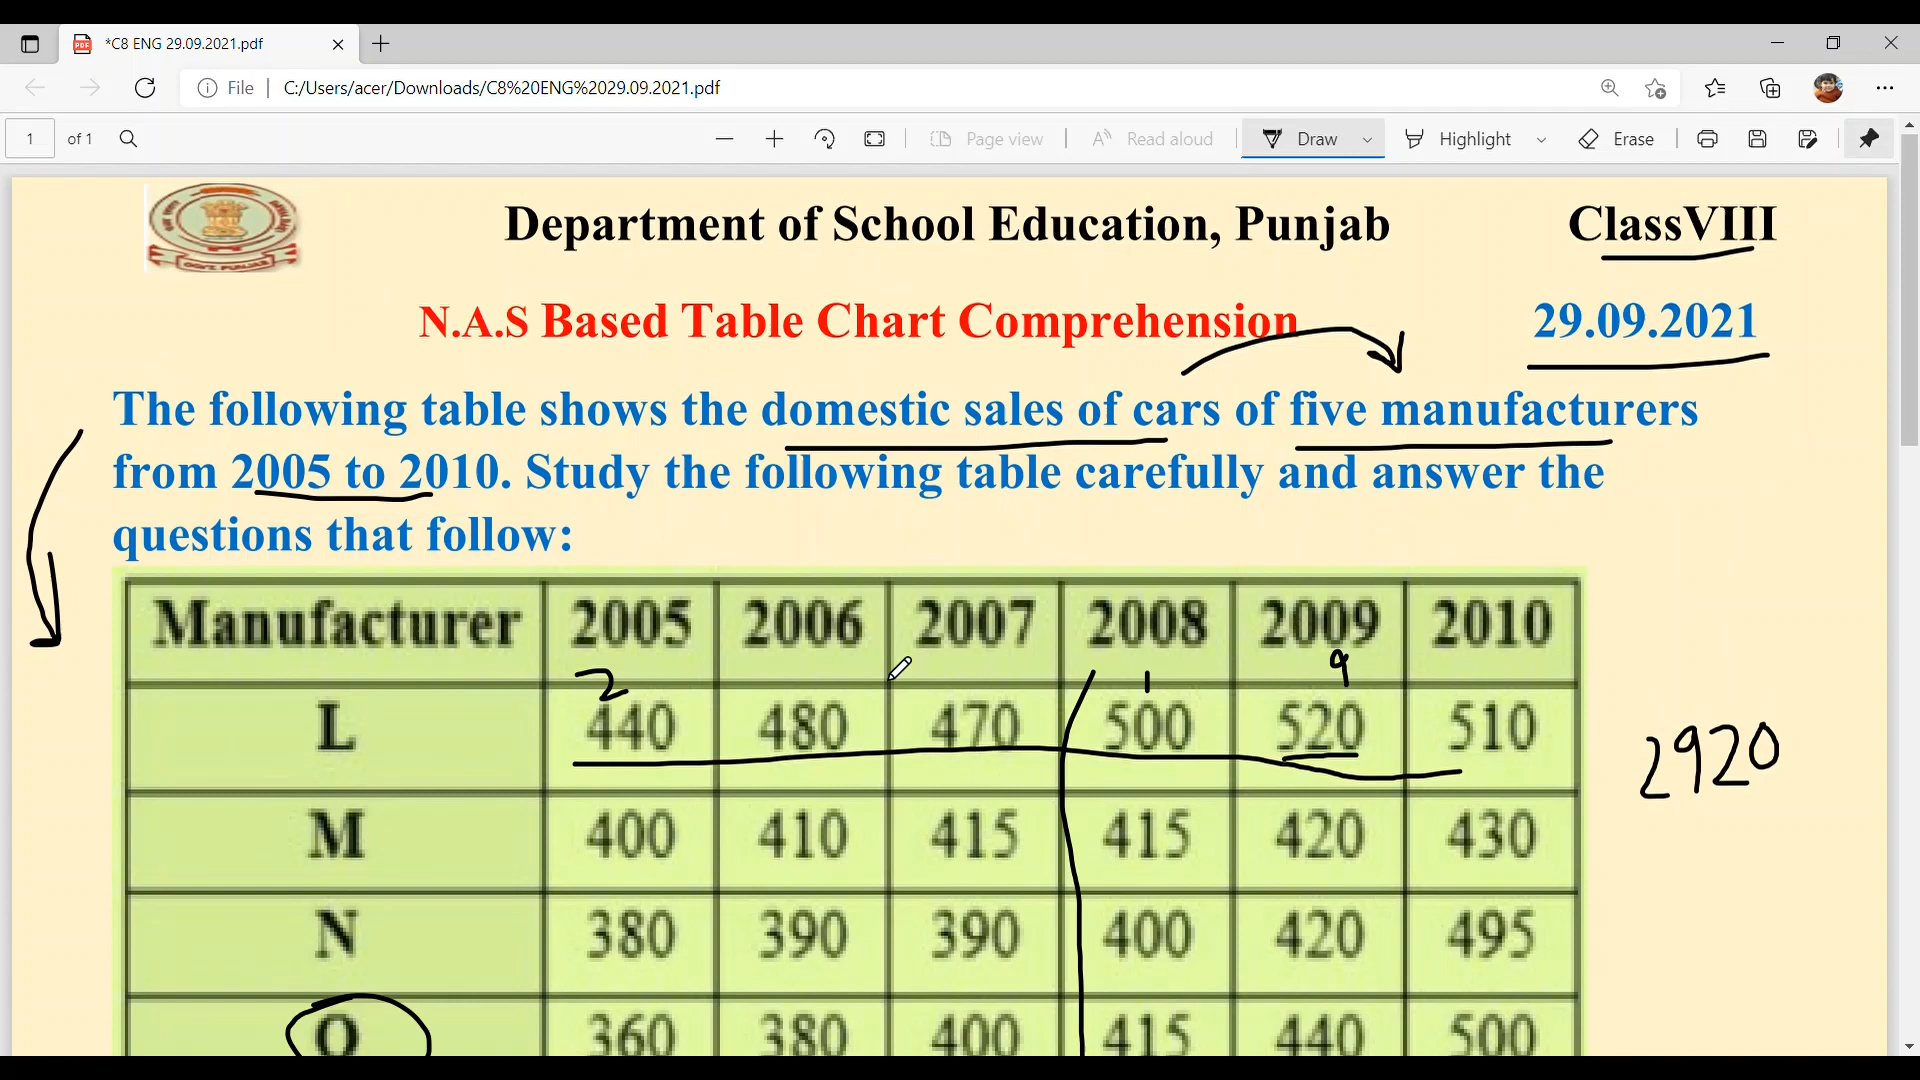 *C8 ENG 29.09.2021.pdf
File | C:/Users/acer/Downloads/C8%20ENG%2029.09.2021.pdf
1 of 1 Page view Read aloud Draw Highlight Erase
Department of School Education, Punjab ClassVIII
N.A.S Based Table Chart Comprehension 29.09.2021
The following table shows the domestic sales of cars of five manufacturers
from 2005 to 2010. Study the following table carefully and answer the
questions that follow:
Manufacturer 2005 2006 2007 2008 2009 2010
2 1 9
L 440 480 470 500 520 510
2920
M 400 410 415 415 420 430
N 380 390 390 400 420 495
O 360 380 400 415 440 500